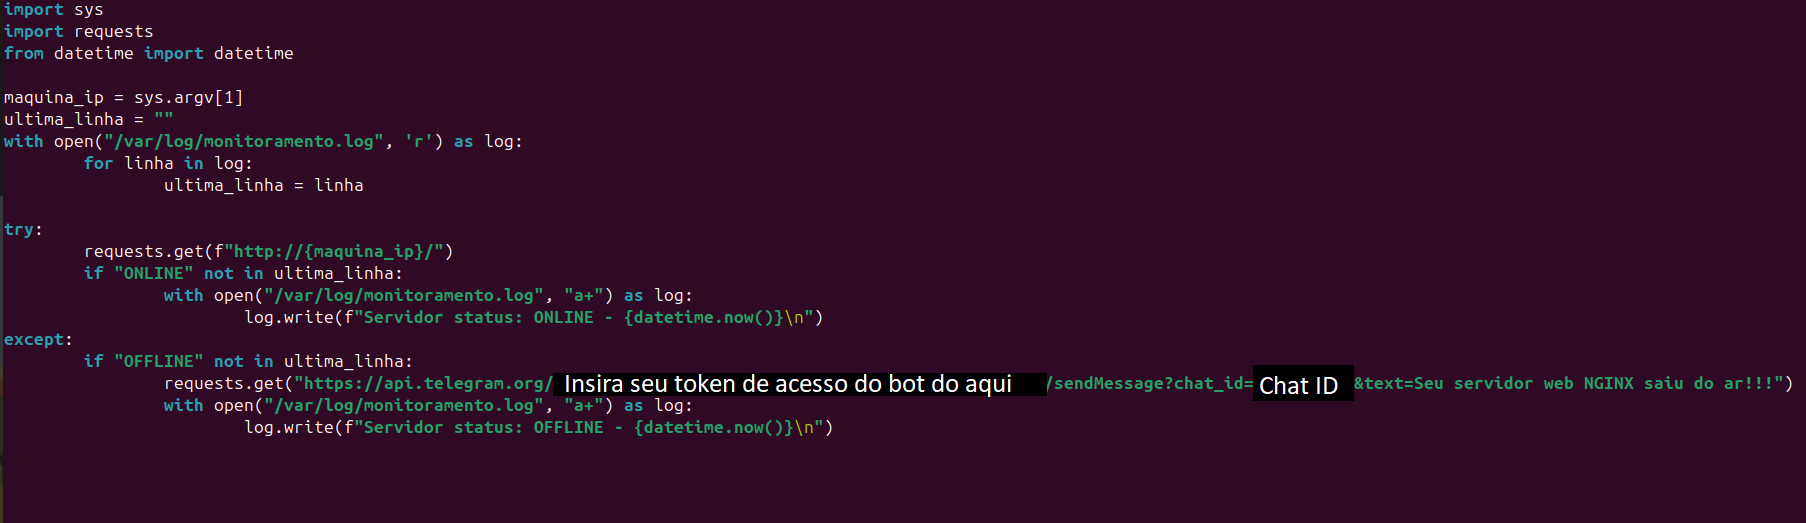 import sys
import requests
from datetime import datetime
maquina_ip = sys.argv[1]
ultima_linha = ""
with open("/var/log/monitoramento.log", 'r') as log:
for linha in log:
ultima_linha = linha
try:
requests.get(f"http://{maquina_ip}/")
if "ONLINE" not in ultima_linha:
with open("/var/log/monitoramento.log", "a+") as log:
log.write(f"Servidor status: ONLINE - {datetime.now()}\n")
except:
if "OFFLINE" not in ultima_linha:
requests.get("https://api.telegram.org/ Insira seu token de acesso do bot do aqui /sendMessage?chat_id= Chat ID &text=Seu servidor web NGINX saiu do ar!!!")
with open("/var/log/monitoramento.log", "a+") as log:
log.write(f"Servidor status: OFFLINE - {datetime.now()}\n")